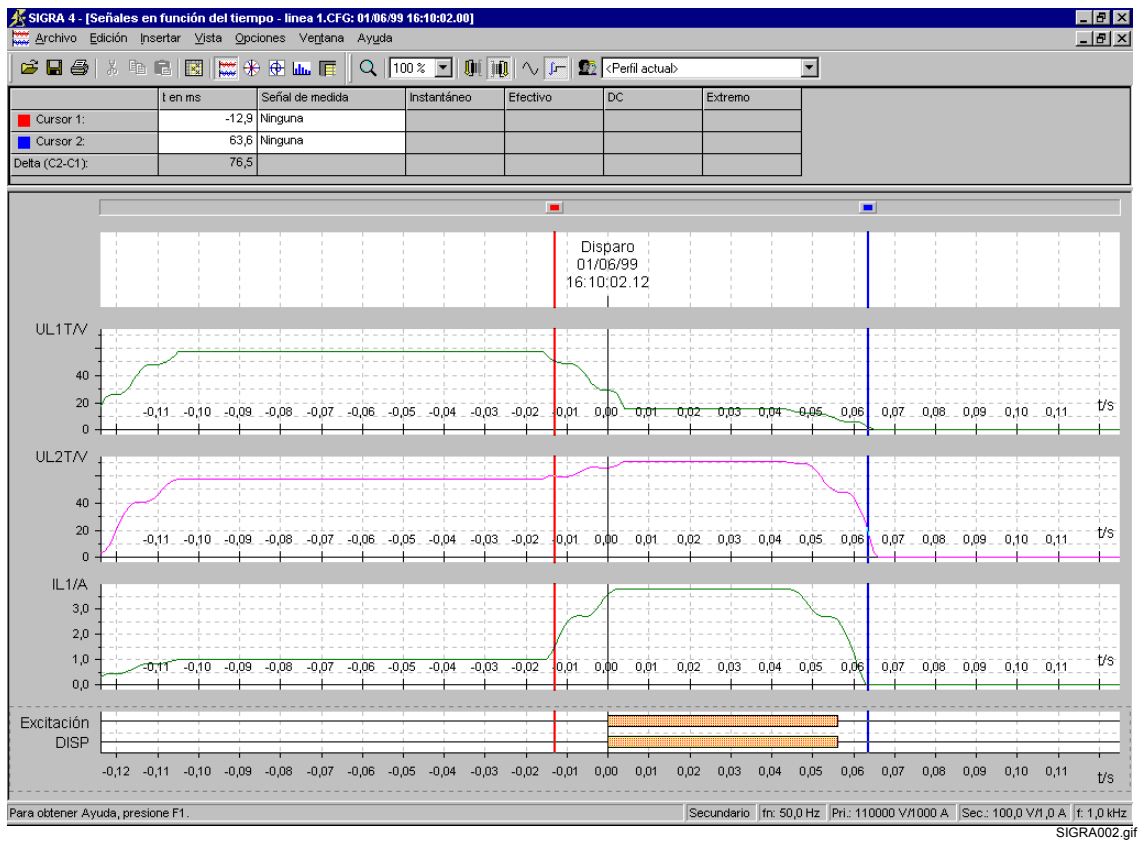 SIGRA 4 - [Señales en función del tiempo - linea 1.CFG: 01/06/99 16:10:02.00]
Archivo Edición Insertar Vista Opciones Ventana Ayuda
100 % <Perfil actual>
t en ms Señal de medida Instantáneo Efectivo DC Extremo
Cursor 1: -12,9 Ninguna
Cursor 2: 63,6 Ninguna
Delta (C2-C1): 76,5
Disparo
01/06/99
16:10:02.12
UL1T/V
40
20
-0,11 -0,10 -0,09 -0,08 -0,07 -0,06 -0,05 -0,04 -0,03 -0,02 -0,01 0,00 0,01 0,02 0,03 0,04 0,05 0,06 0,07 0,08 0,09 0,10 0,11 t/s
0
UL2T/V
40
20
-0,11 -0,10 -0,09 -0,08 -0,07 -0,06 -0,05 -0,04 -0,03 -0,02 -0,01 0,00 0,01 0,02 0,03 0,04 0,05 0,06 0,07 0,08 0,09 0,10 0,11 t/s
0
IL1/A
3,0
2,0
1,0
-0,11 -0,10 -0,09 -0,08 -0,07 -0,06 -0,05 -0,04 -0,03 -0,02 -0,01 0,00 0,01 0,02 0,03 0,04 0,05 0,06 0,07 0,08 0,09 0,10 0,11 t/s
0,0
Excitación
DISP
-0,12 -0,11 -0,10 -0,09 -0,08 -0,07 -0,06 -0,05 -0,04 -0,03 -0,02 -0,01 0,00 0,01 0,02 0,03 0,04 0,05 0,06 0,07 0,08 0,09 0,10 0,11 t/s
Para obtener Ayuda, presione F1. Secundario fn: 50,0 Hz Pri.: 110000 V/1000 A Sec.: 100,0 V/1,0 A f: 1,0 kHz
SIGRA002.gif